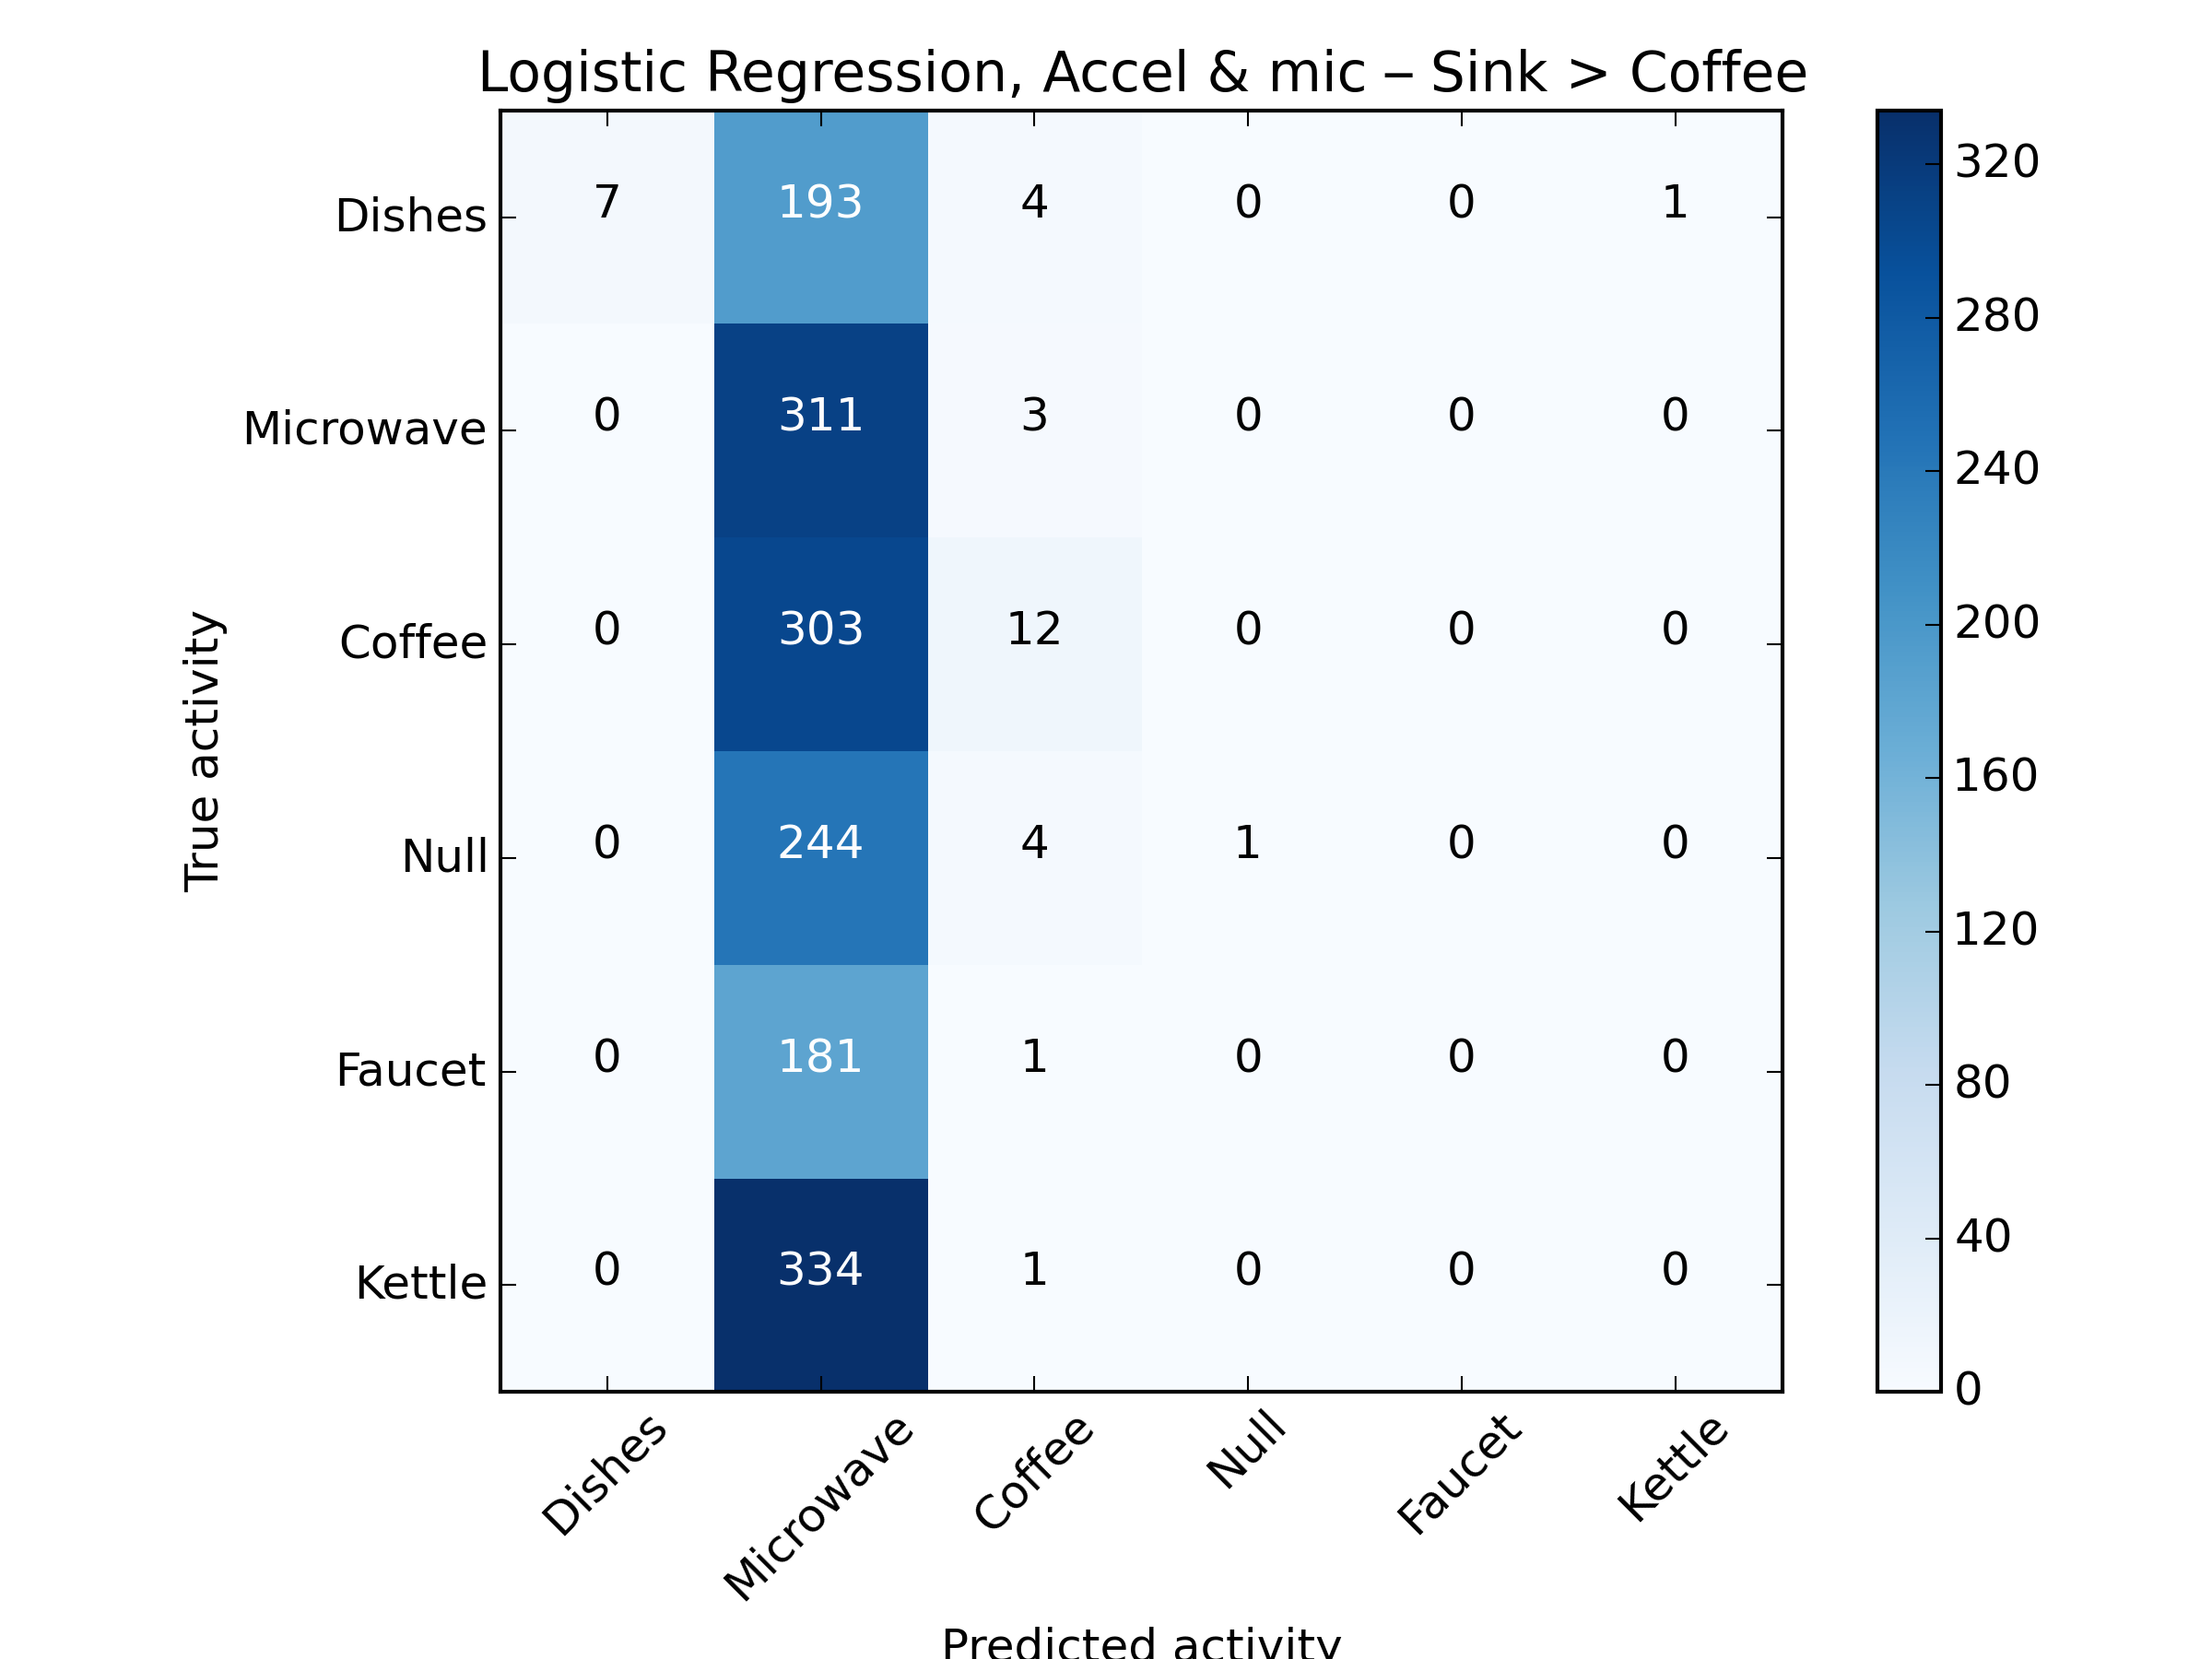 Logistic Regression, Accel & mic – Sink > Coffee
True activity
Dishes 7 193 4 0 0 1
Microwave 0 311 3 0 0 0
Coffee 0 303 12 0 0 0
Null 0 244 4 1 0 0
Faucet 0 181 1 0 0 0
Kettle 0 334 1 0 0 0
Dishes Microwave Coffee Null Faucet Kettle
Predicted activity
320
280
240
200
160
120
80
40
0